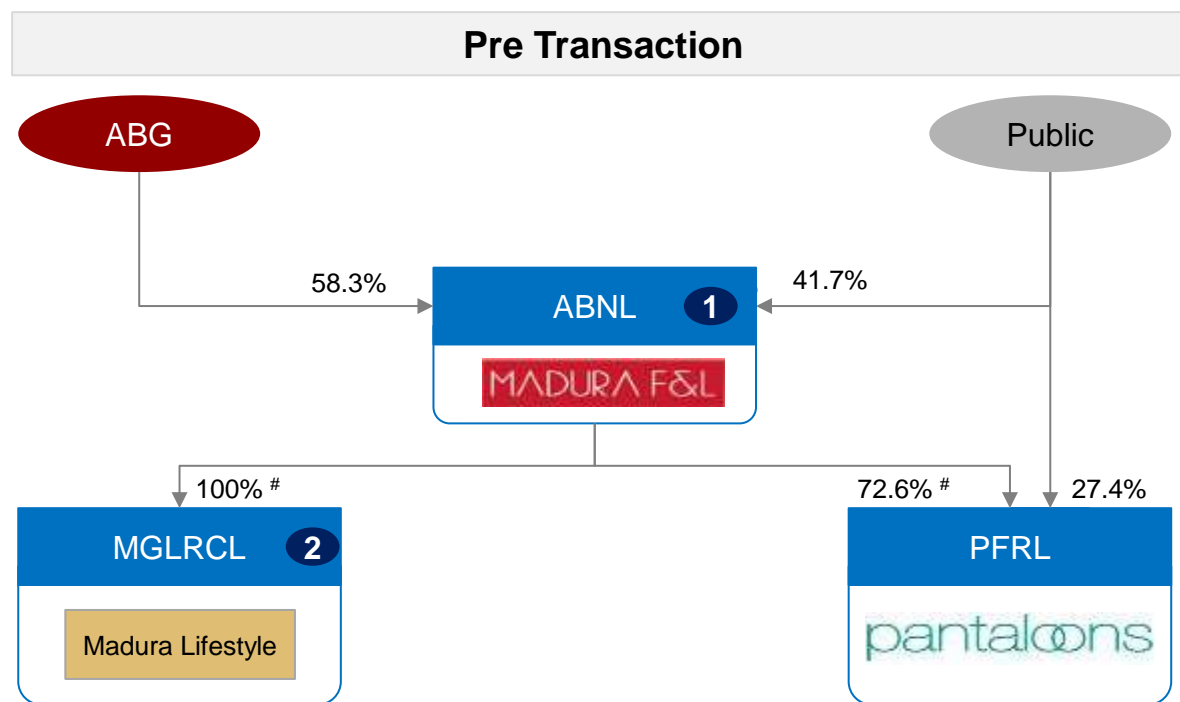 Pre Transaction
ABG
Public
58.3%
41.7%
ABNL 1
MADURA F&L
100% #
72.6% #
27.4%
MGLRCL 2
PFRL
Madura Lifestyle
pantaloons